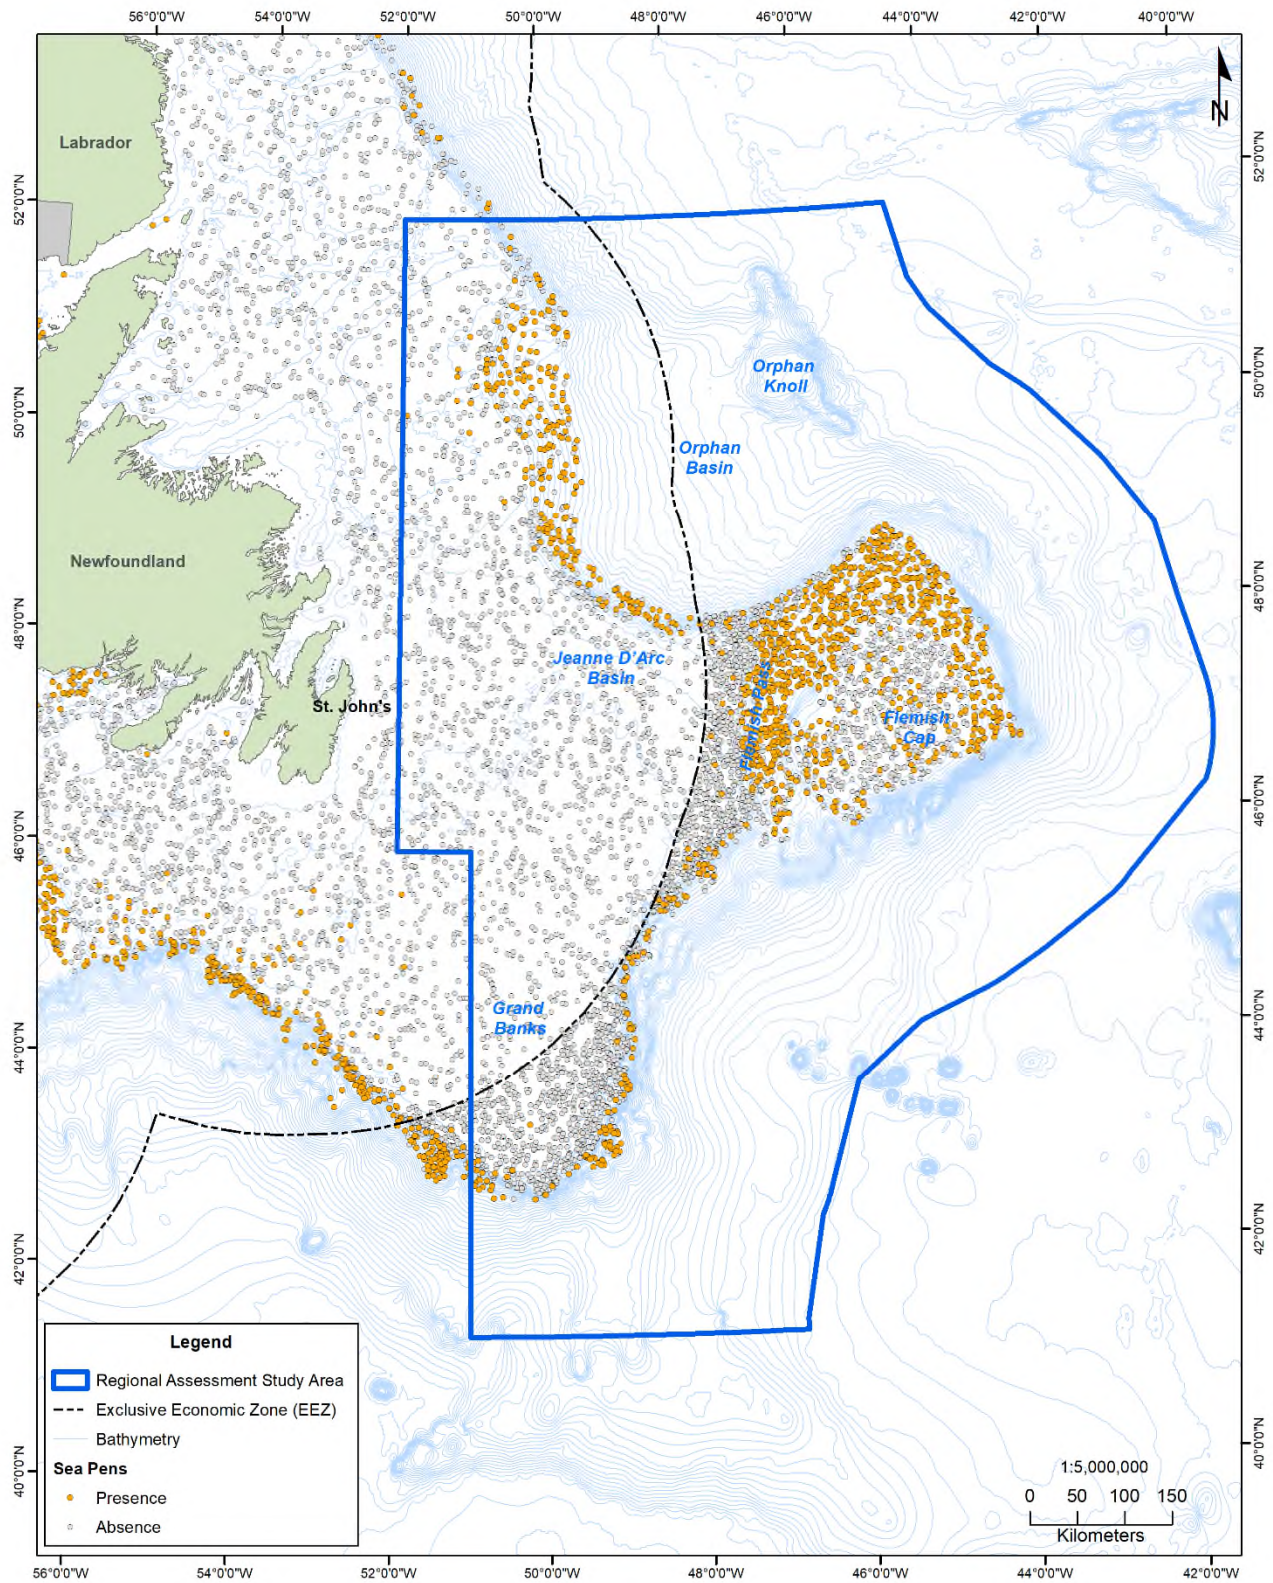 56°0'0"W 54°0'0"W 52°0'0"W 50°0'0"W 48°0'0"W 46°0'0"W 44°0'0"W 42°0'0"W 40°0'0"W
N
Labrador
52°0'0"N
52°0'0"N
Orphan
Knoll
50°0'0"N
50°0'0"N
Orphan
Basin
Newfoundland
48°0'0"N
48°0'0"N
Jeanne D'Arc
Basin
Flemish Pass
St. John's
Flemish
Cap
46°0'0"N
46°0'0"N
Grand
Banks
44°0'0"N
44°0'0"N
42°0'0"N
42°0'0"N
Legend
Regional Assessment Study Area
Exclusive Economic Zone (EEZ)
Bathymetry
Sea Pens
Presence
Absence
40°0'0"N
40°0'0"N
1:5,000,000
0 50 100 150
Kilometers
56°0'0"W 54°0'0"W 52°0'0"W 50°0'0"W 48°0'0"W 46°0'0"W 44°0'0"W 42°0'0"W